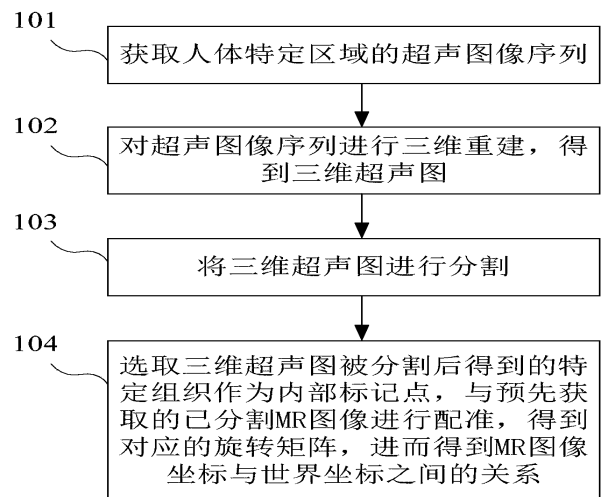 101
获取人体特定区域的超声图像序列
102
对超声图像序列进行三维重建，得
到三维超声图
103
将三维超声图进行分割
104
选取三维超声图被分割后得到的特
定组织作为内部标记点，与预先获
取的已分割MR图像进行配准，得到
对应的旋转矩阵，进而得到MR图像
坐标与世界坐标之间的关系